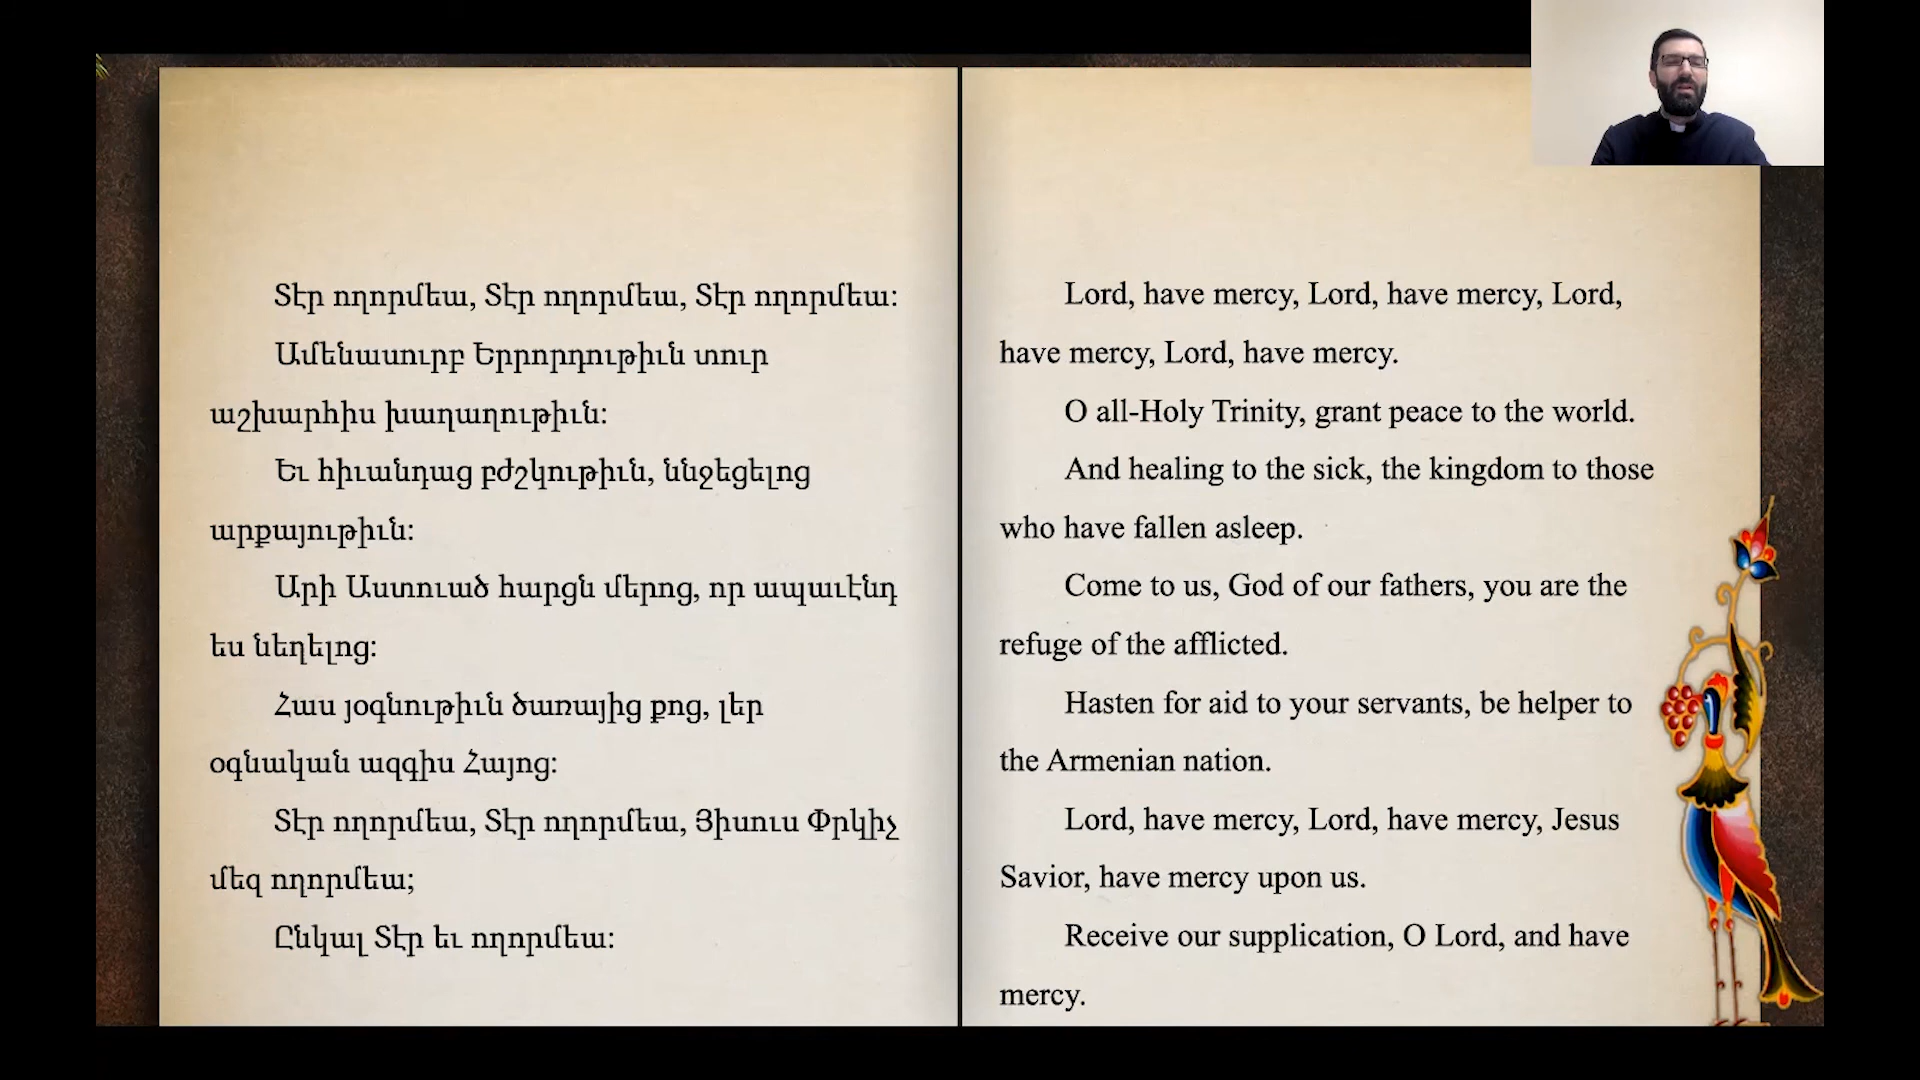 Տէր ողորմեա, Տէր ողորմեա, Տէր ողորմեա:
Ամենասուրբ Երրորդութիւն տուր
աշխարհիս խաղաղութիւն:
Եւ հիւանդաց բժշկութիւն, ննջեցելոց
արքայութիւն:
Արի Աստուած հարցն մերոց, որ ապաւէնդ
ես նեղելոց:
Հաս յօգնութիւն ծառայից քոց, լեր
օգնական ազգիս Հայոց:
Տէր ողորմեա, Տէր ողորմեա, Յիսուս Փրկիչ
մեզ ողորմեա;
Ընկալ Տէր եւ ողորմեա:
Lord, have mercy, Lord, have mercy, Lord,
have mercy, Lord, have mercy.
O all-Holy Trinity, grant peace to the world.
And healing to the sick, the kingdom to those
who have fallen asleep.
Come to us, God of our fathers, you are the
refuge of the afflicted.
Hasten for aid to your servants, be helper to
the Armenian nation.
Lord, have mercy, Lord, have mercy, Jesus
Savior, have mercy upon us.
Receive our supplication, O Lord, and have
mercy.